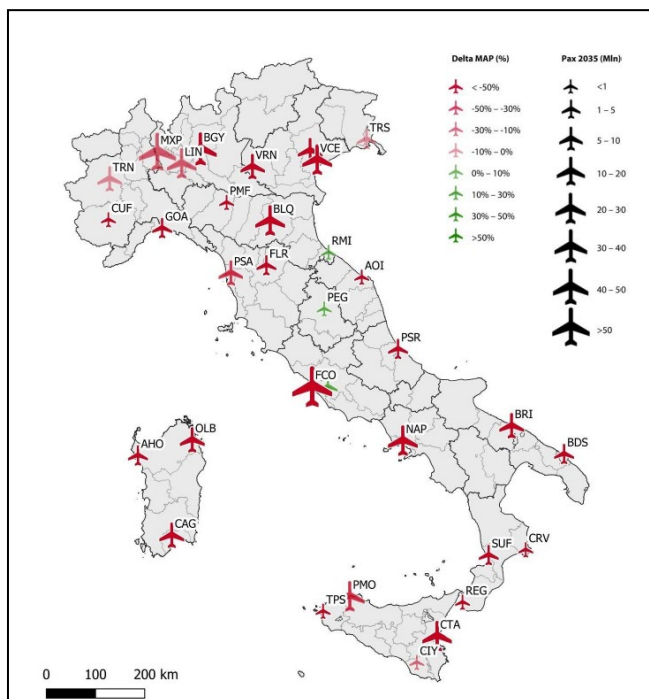 Delta MAP (%)
< -50%
-50% – -30%
-30% – -10%
-10% – 0%
0% – 10%
10% – 30%
30% – 50%
>50%
Pax 2035 (Mln)
<1
1 – 5
5 – 10
10 – 20
20 – 30
30 – 40
40 – 50
>50
TRS
MXP
BGY
LIN
VRN
VCE
TRN
PMF
CUF
GOA
BLQ
RMI
PSA
FLR
AOI
PEG
PSR
FCO
BRI
NAP
BDS
OLB
AHO
CAG
SUF
CRV
PMO
TPS
REG
CTA
CIY
0 100 200 km